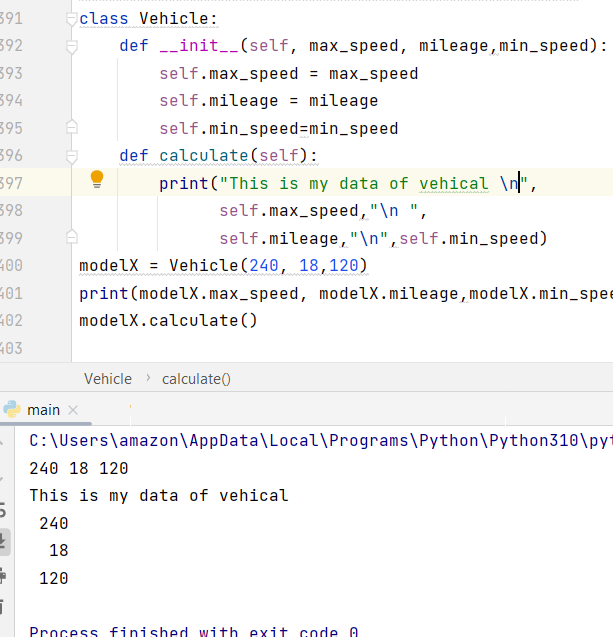 391 class Vehicle:
392 def __init__(self, max_speed, mileage,min_speed):
393 self.max_speed = max_speed
394 self.mileage = mileage
395 self.min_speed=min_speed
396 def calculate(self):
397 print("This is my data of vehical \n",
398 self.max_speed,"\n ",
399 self.mileage,"\n",self.min_speed)
400 modelX = Vehicle(240, 18,120)
401 print(modelX.max_speed, modelX.mileage,modelX.min_spee
402 modelX.calculate()
403
Vehicle › calculate()
main ×
C:\Users\amazon\AppData\Local\Programs\Python\Python310\pyt
240 18 120
This is my data of vehical
240
18
120
Process finished with exit code 0